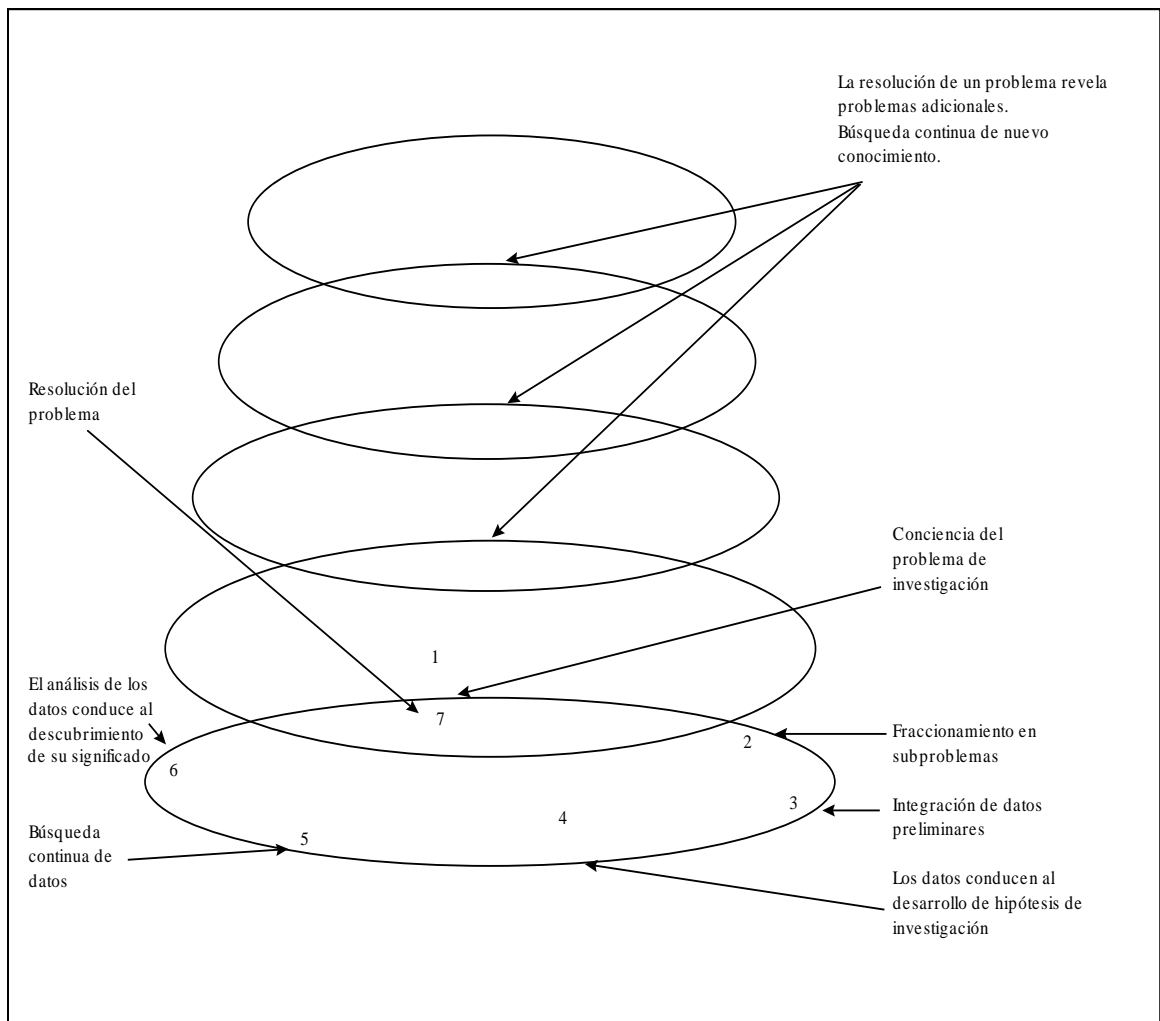 La resolución de un problema revela
problemas adicionales.
Búsqueda continua de nuevo
conocimiento.
Resolución del
problema
Conciencia del
problema de
investigación
1
El análisis de los
datos conduce al
descubrimiento
de su significado
7
2
Fraccionamiento en
subproblemas
6
3
Integración de datos
preliminares
4
5
Búsqueda
continua de
datos
Los datos conducen al
desarrollo de hipótesis de
investigación